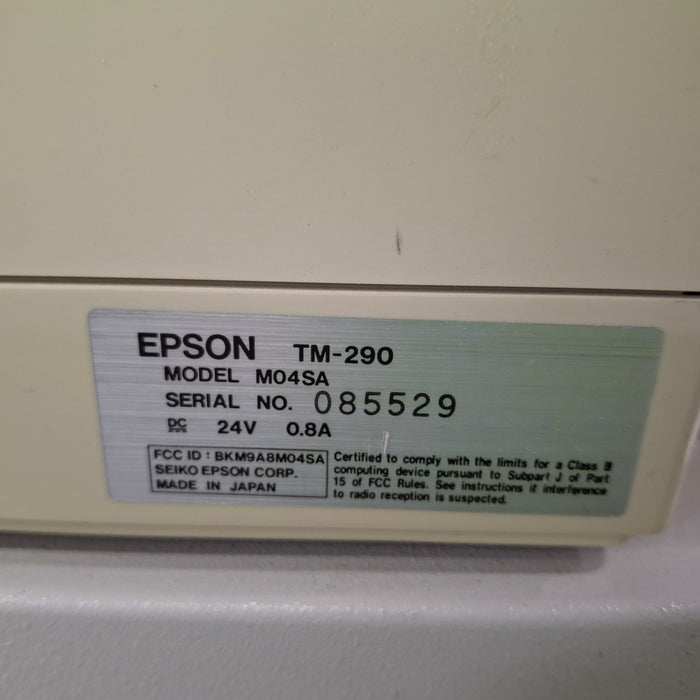 EPSON TM-290
MODEL M04SA
SERIAL NO. 085529
DC 24V 0.8A
FCC ID : BKM9A8M04SA
SEIKO EPSON CORP.
MADE IN JAPAN
Certified to comply with the limits for a Class B
computing device pursuant to Subpart J of Part
15 of FCC Rules. See instructions if interference
to radio reception is suspected.